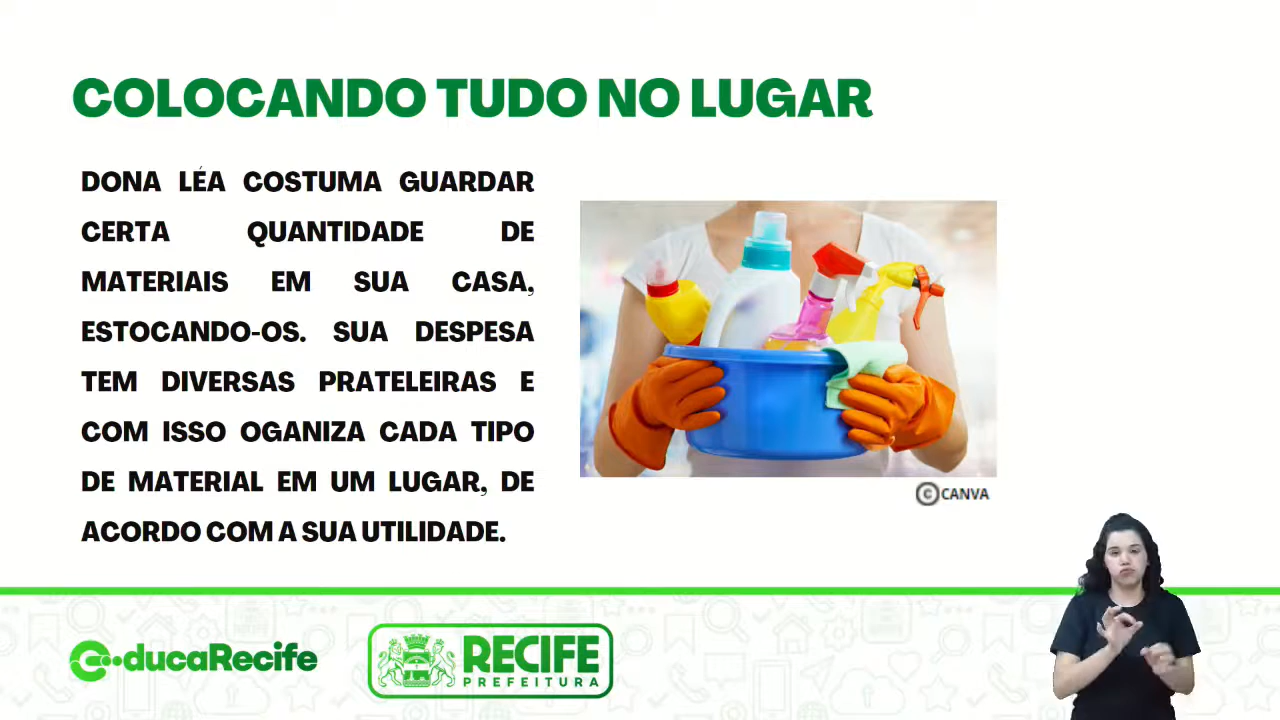 COLOCANDO TUDO NO LUGAR
DONA LÉA COSTUMA GUARDAR
CERTA QUANTIDADE DE
MATERIAIS EM SUA CASA,
ESTOCANDO-OS. SUA DESPESA
TEM DIVERSAS PRATELEIRAS E
COM ISSO OGANIZA CADA TIPO
DE MATERIAL EM UM LUGAR, DE
ACORDO COM A SUA UTILIDADE.
©CANVA
educaRecife
RECIFE
PREFEITURA